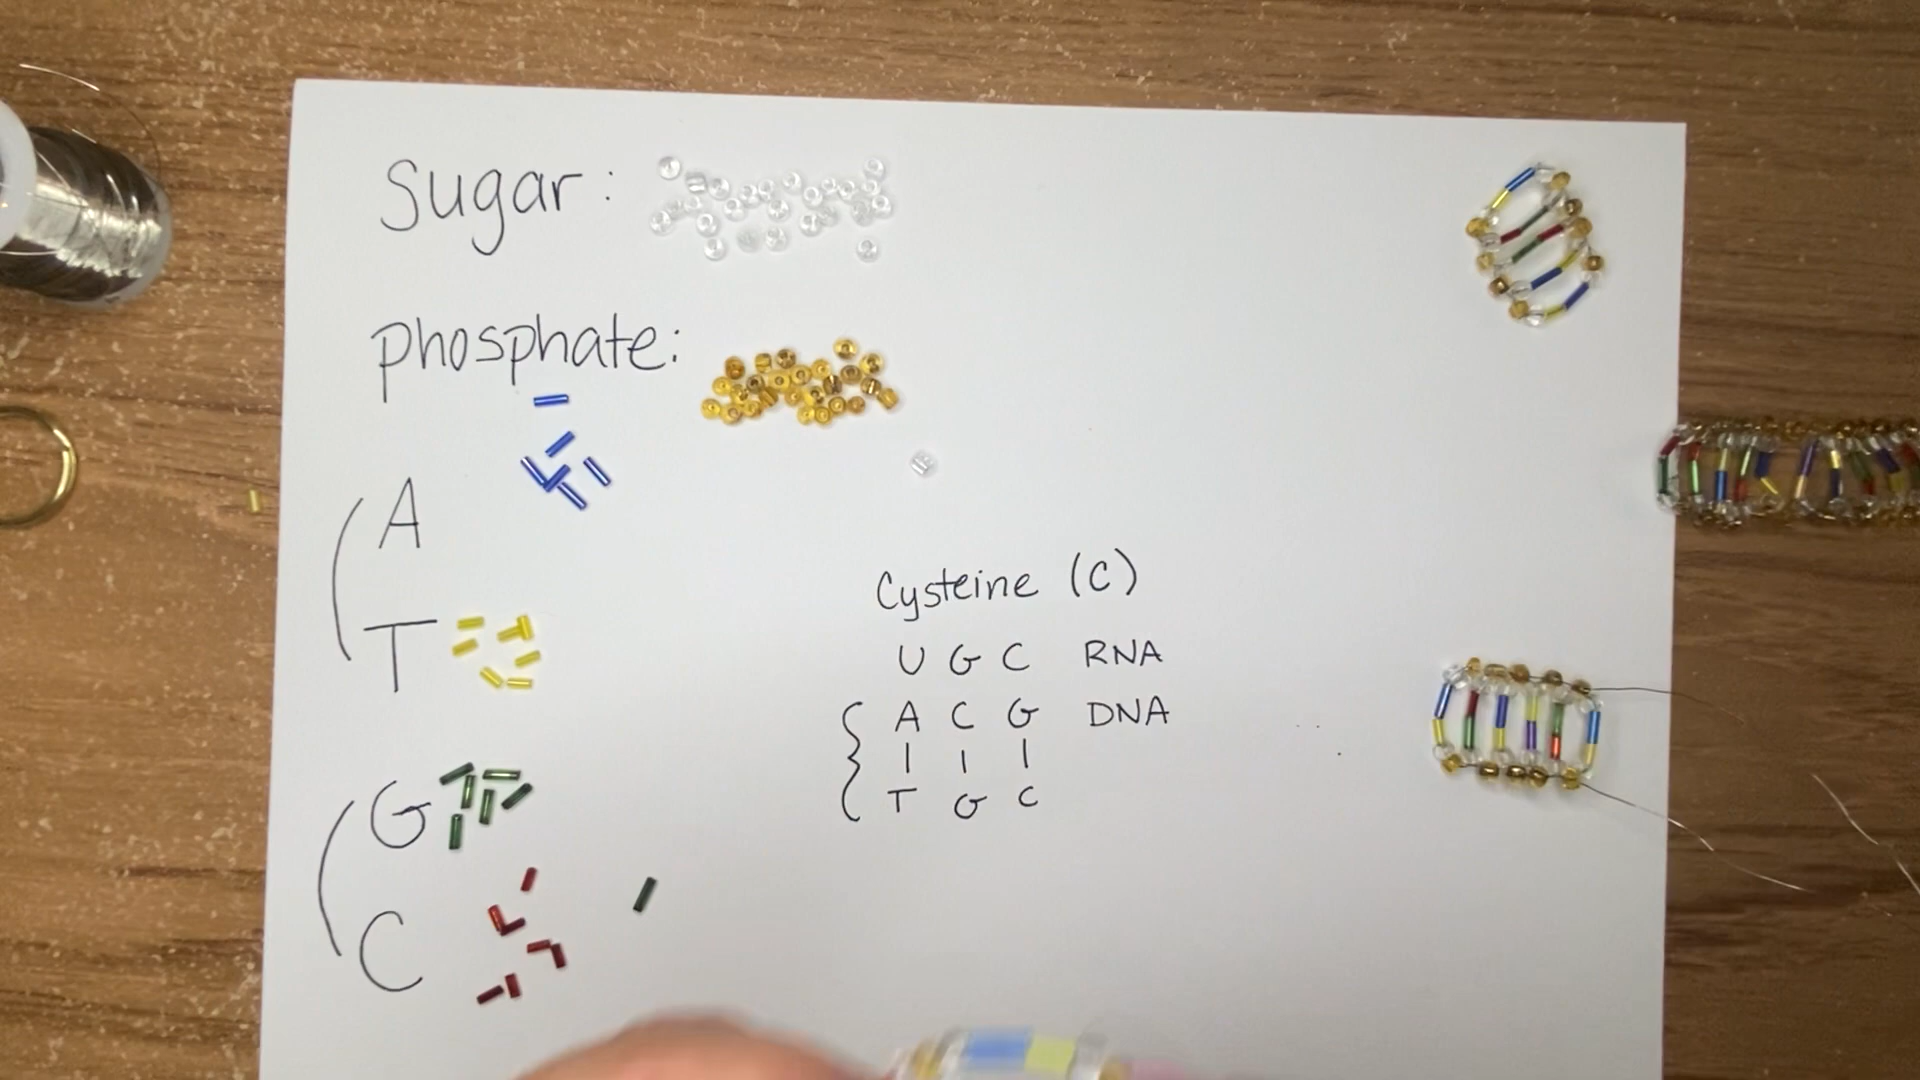 Sugar:
phosphate:
A
T
G
C
Cysteine (C)
U G C RNA
A C G DNA
T G C